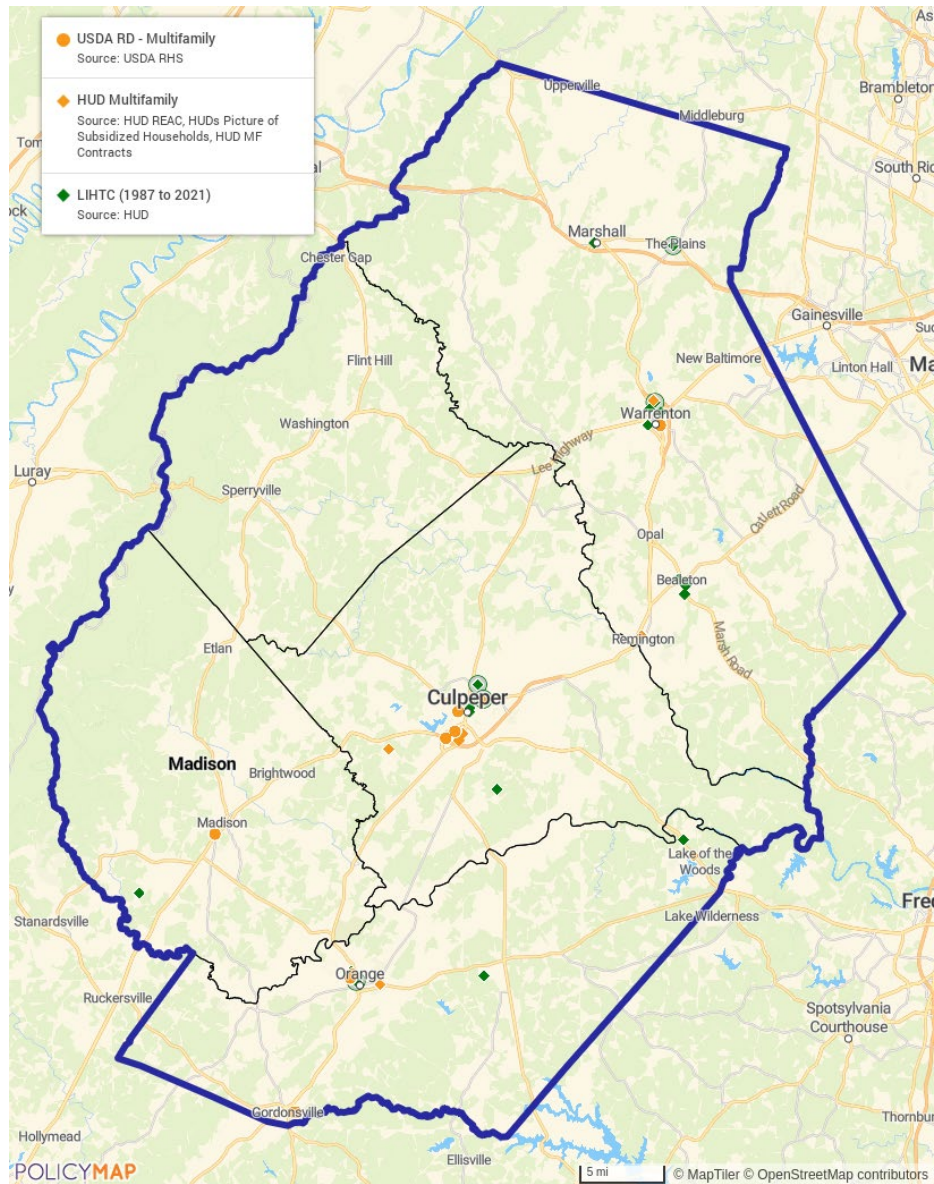 USDA RD - Multifamily
Source: USDA RHS
HUD Multifamily
Source: HUD REAC, HUDs Picture of
Subsidized Households, HUD MF
Contracts
LIHTC (1987 to 2021)
Source: HUD
Upperville
Brambleton
Middleburg
South Ri
Marshall
The Plains
Chester Gap
Gainesville
New Baltimore
Linton Hall
Ma
Flint Hill
Washington
Warrenton
Lee Highway
Luray
Sperryville
Catlett Road
Opal
Bealeton
Remington
Etlan
Marsh Road
Culpeper
Madison
Brightwood
Madison
Lake of the
Woods
Stanardsville
Lake Wilderness
Fred
Orange
Ruckersville
Spotsylvania
Courthouse
Gordonsville
Thornbu
Hollymead
Ellisville
POLICYMAP
5 mi
© MapTiler © OpenStreetMap contributors